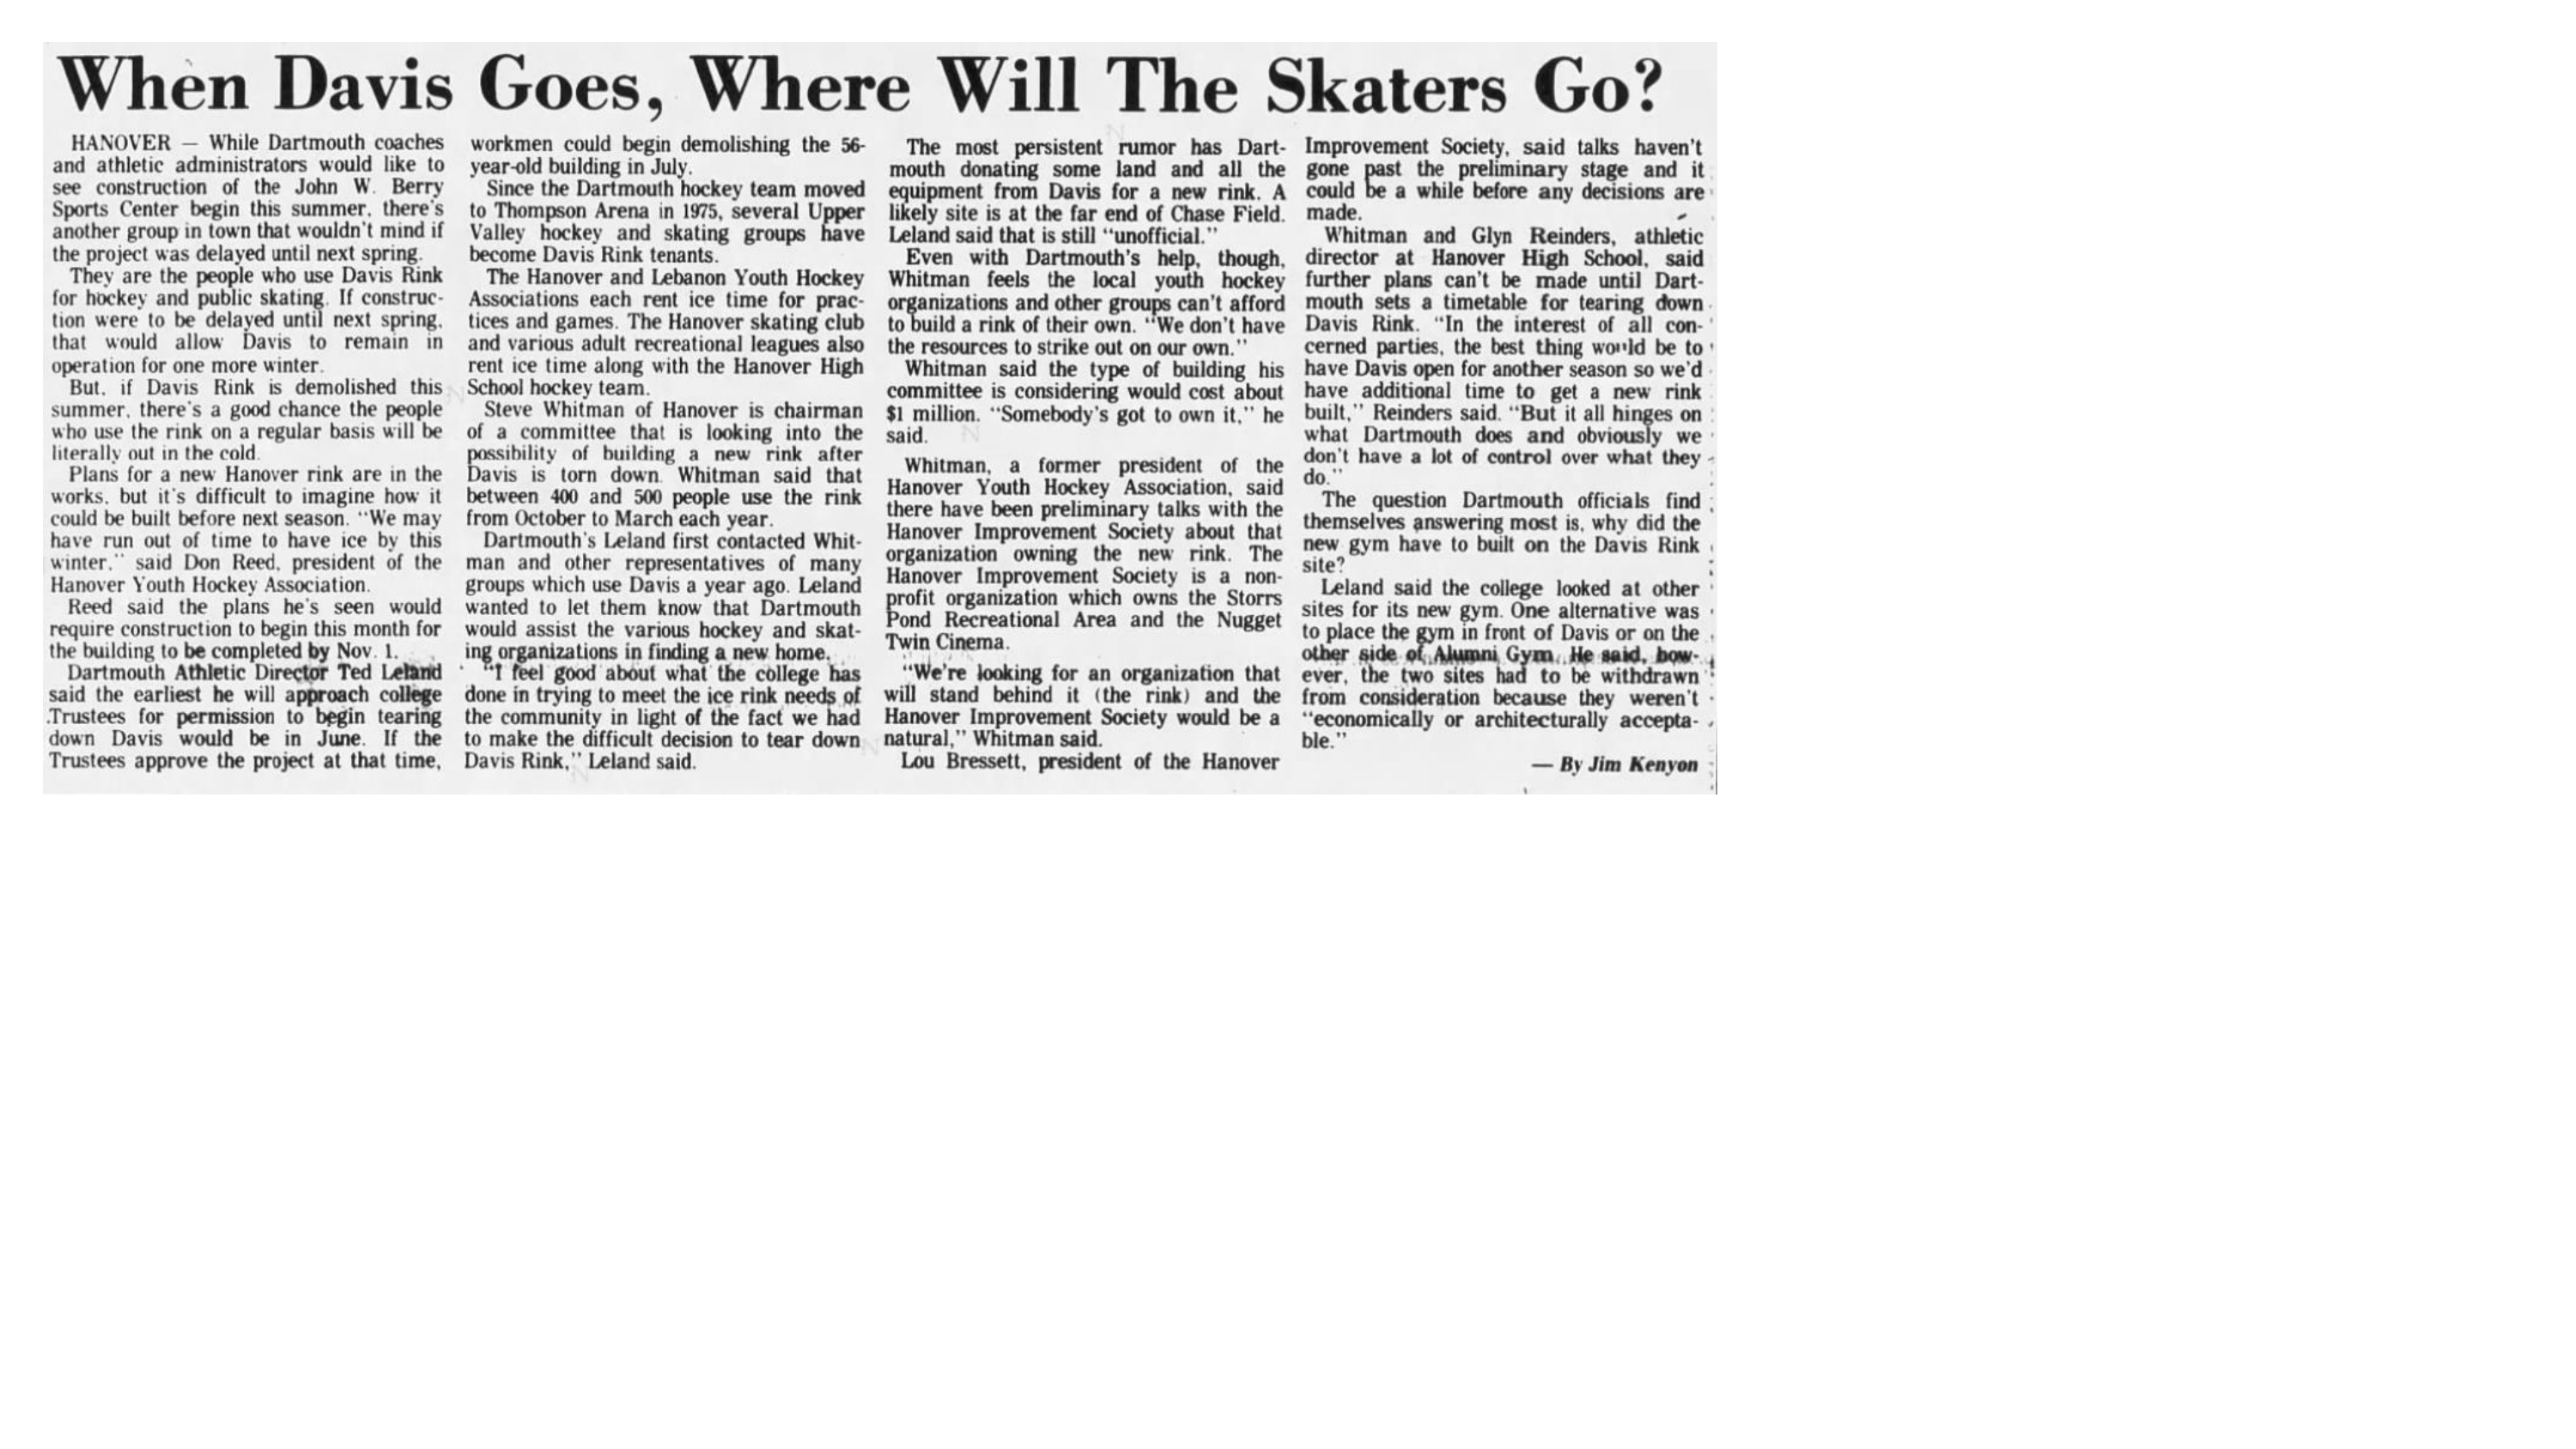 When Davis Goes, Where Will The Skaters Go?
HANOVER — While Dartmouth coaches
and athletic administrators would like to
see construction of the John W. Berry
Sports Center begin this summer, there's
another group in town that wouldn't mind if
the project was delayed until next spring.
They are the people who use Davis Rink
for hockey and public skating. If construc-
tion were to be delayed until next spring,
that would allow Davis to remain in
operation for one more winter.
But, if Davis Rink is demolished this
summer, there's a good chance the people
who use the rink on a regular basis will be
literally out in the cold.
Plans for a new Hanover rink are in the
works, but it's difficult to imagine how it
could be built before next season. "We may
have run out of time to have ice by this
winter," said Don Reed, president of the
Hanover Youth Hockey Association.
Reed said the plans he's seen would
require construction to begin this month for
the building to be completed by Nov. 1.
Dartmouth Athletic Director Ted Leland
said the earliest he will approach college
Trustees for permission to begin tearing
down Davis would be in June. If the
Trustees approve the project at that time,
workmen could begin demolishing the 56-
year-old building in July.
Since the Dartmouth hockey team moved
to Thompson Arena in 1975, several Upper
Valley hockey and skating groups have
become Davis Rink tenants.
The Hanover and Lebanon Youth Hockey
Associations each rent ice time for prac-
tices and games. The Hanover skating club
and various adult recreational leagues also
rent ice time along with the Hanover High
School hockey team.
Steve Whitman of Hanover is chairman
of a committee that is looking into the
possibility of building a new rink after
Davis is torn down. Whitman said that
between 400 and 500 people use the rink
from October to March each year.
Dartmouth's Leland first contacted Whit-
man and other representatives of many
groups which use Davis a year ago. Leland
wanted to let them know that Dartmouth
would assist the various hockey and skat-
ing organizations in finding a new home.
"I feel good about what the college has
done in trying to meet the ice rink needs of
the community in light of the fact we had
to make the difficult decision to tear down
Davis Rink," Leland said.
The most persistent rumor has Dart-
mouth donating some land and all the
equipment from Davis for a new rink. A
likely site is at the far end of Chase Field.
Leland said that is still "unofficial."
Even with Dartmouth's help, though,
Whitman feels the local youth hockey
organizations and other groups can't afford
to build a rink of their own. "We don't have
the resources to strike out on our own."
Whitman said the type of building his
committee is considering would cost about
$1 million. "Somebody's got to own it," he
said.
Whitman, a former president of the
Hanover Youth Hockey Association, said
there have been preliminary talks with the
Hanover Improvement Society about that
organization owning the new rink. The
Hanover Improvement Society is a non-
profit organization which owns the Storrs
Pond Recreational Area and the Nugget
Twin Cinema.
"We're looking for an organization that
will stand behind it (the rink) and the
Hanover Improvement Society would be a
natural," Whitman said.
Lou Bressett, president of the Hanover
Improvement Society, said talks haven't
gone past the preliminary stage and it
could be a while before any decisions are
made.
Whitman and Glyn Reinders, athletic
director at Hanover High School, said
further plans can't be made until Dart-
mouth sets a timetable for tearing down
Davis Rink. "In the interest of all con-
cerned parties, the best thing would be to
have Davis open for another season so we'd
have additional time to get a new rink
built," Reinders said. "But it all hinges on
what Dartmouth does and obviously we
don't have a lot of control over what they
do."
The question Dartmouth officials find
themselves answering most is, why did the
new gym have to built on the Davis Rink
site?
Leland said the college looked at other
sites for its new gym. One alternative was
to place the gym in front of Davis or on the
other side of Alumni Gym. He said, how-
ever, the two sites had to be withdrawn
from consideration because they weren't
"economically or architecturally accepta-
ble."
— By Jim Kenyon